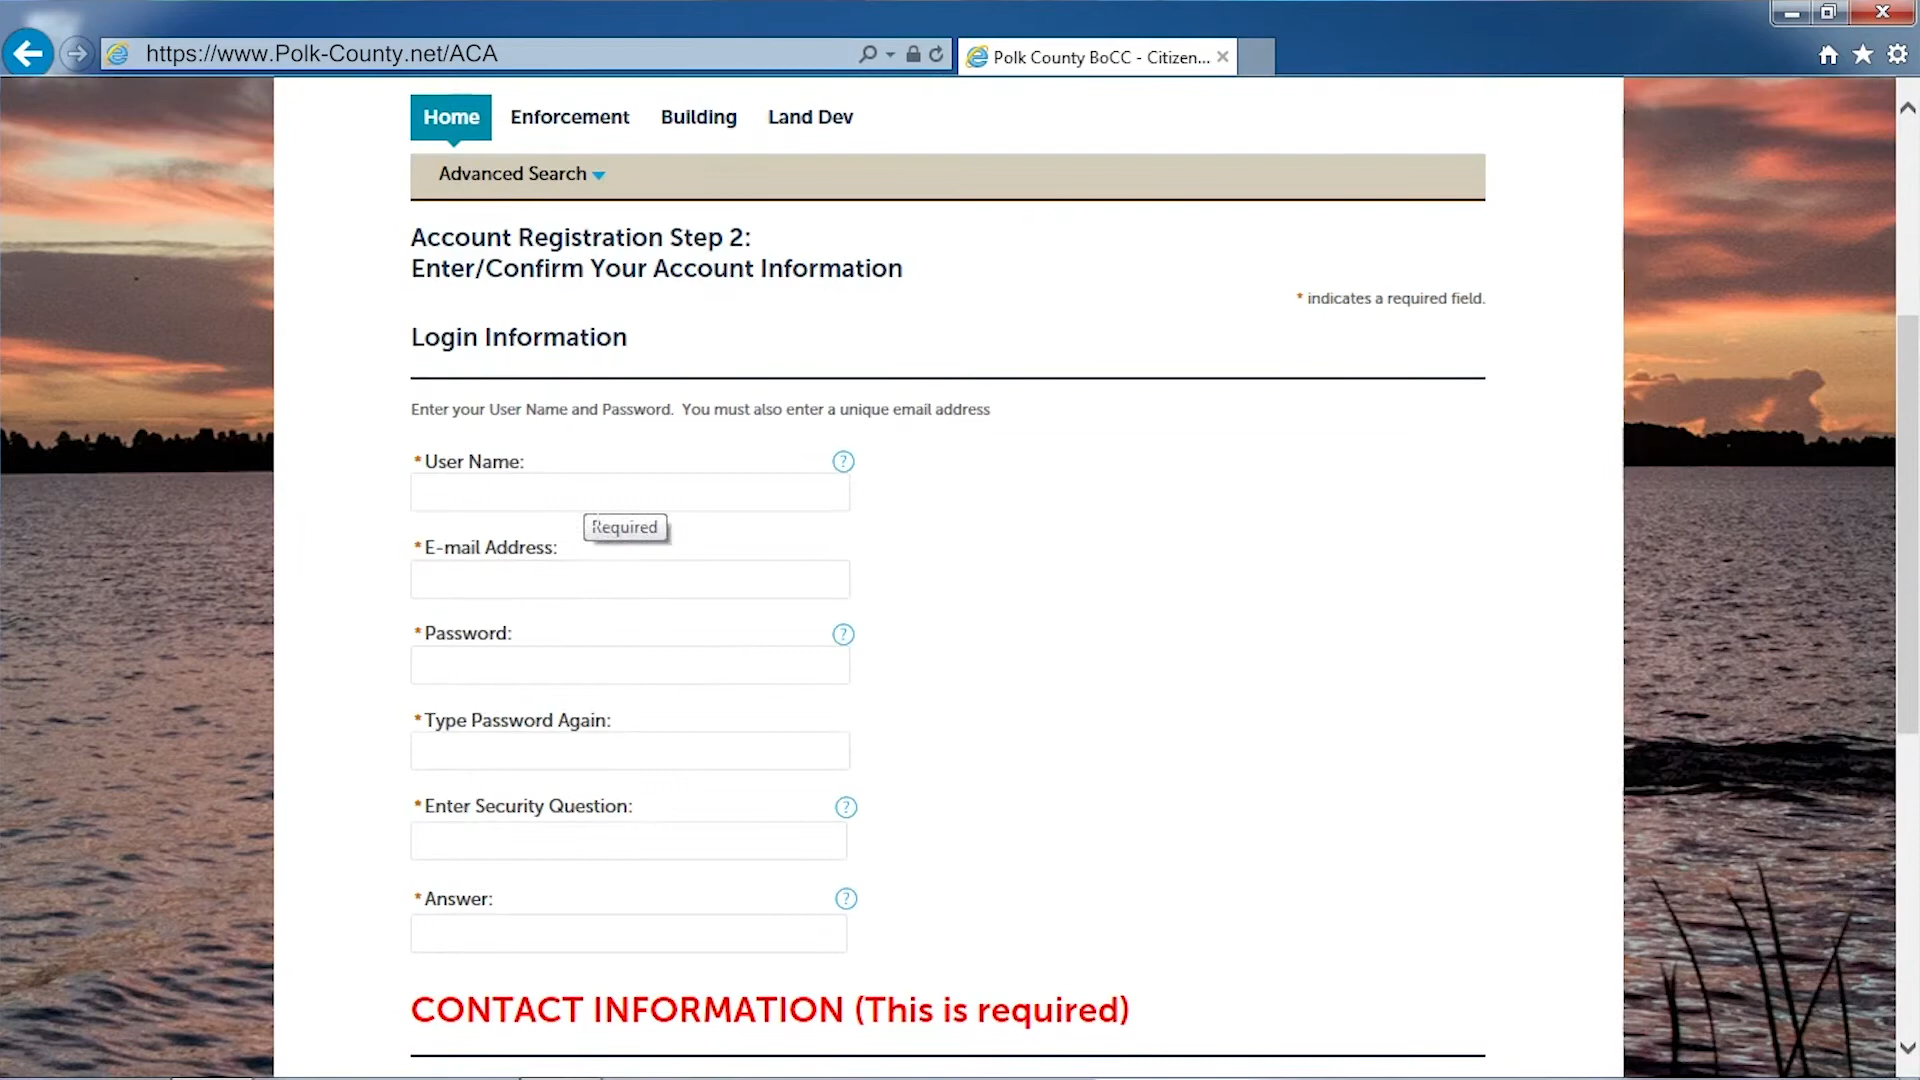 https://www.Polk-County.net/ACA
Polk County BoCC - Citizen...
Home Enforcement Building Land Dev
Advanced Search
Account Registration Step 2:
Enter/Confirm Your Account Information
* indicates a required field.
Login Information
Enter your User Name and Password. You must also enter a unique email address
*User Name: ?
Required
*E-mail Address:
*Password: ?
*Type Password Again:
*Enter Security Question: ?
*Answer: ?
CONTACT INFORMATION (This is required)